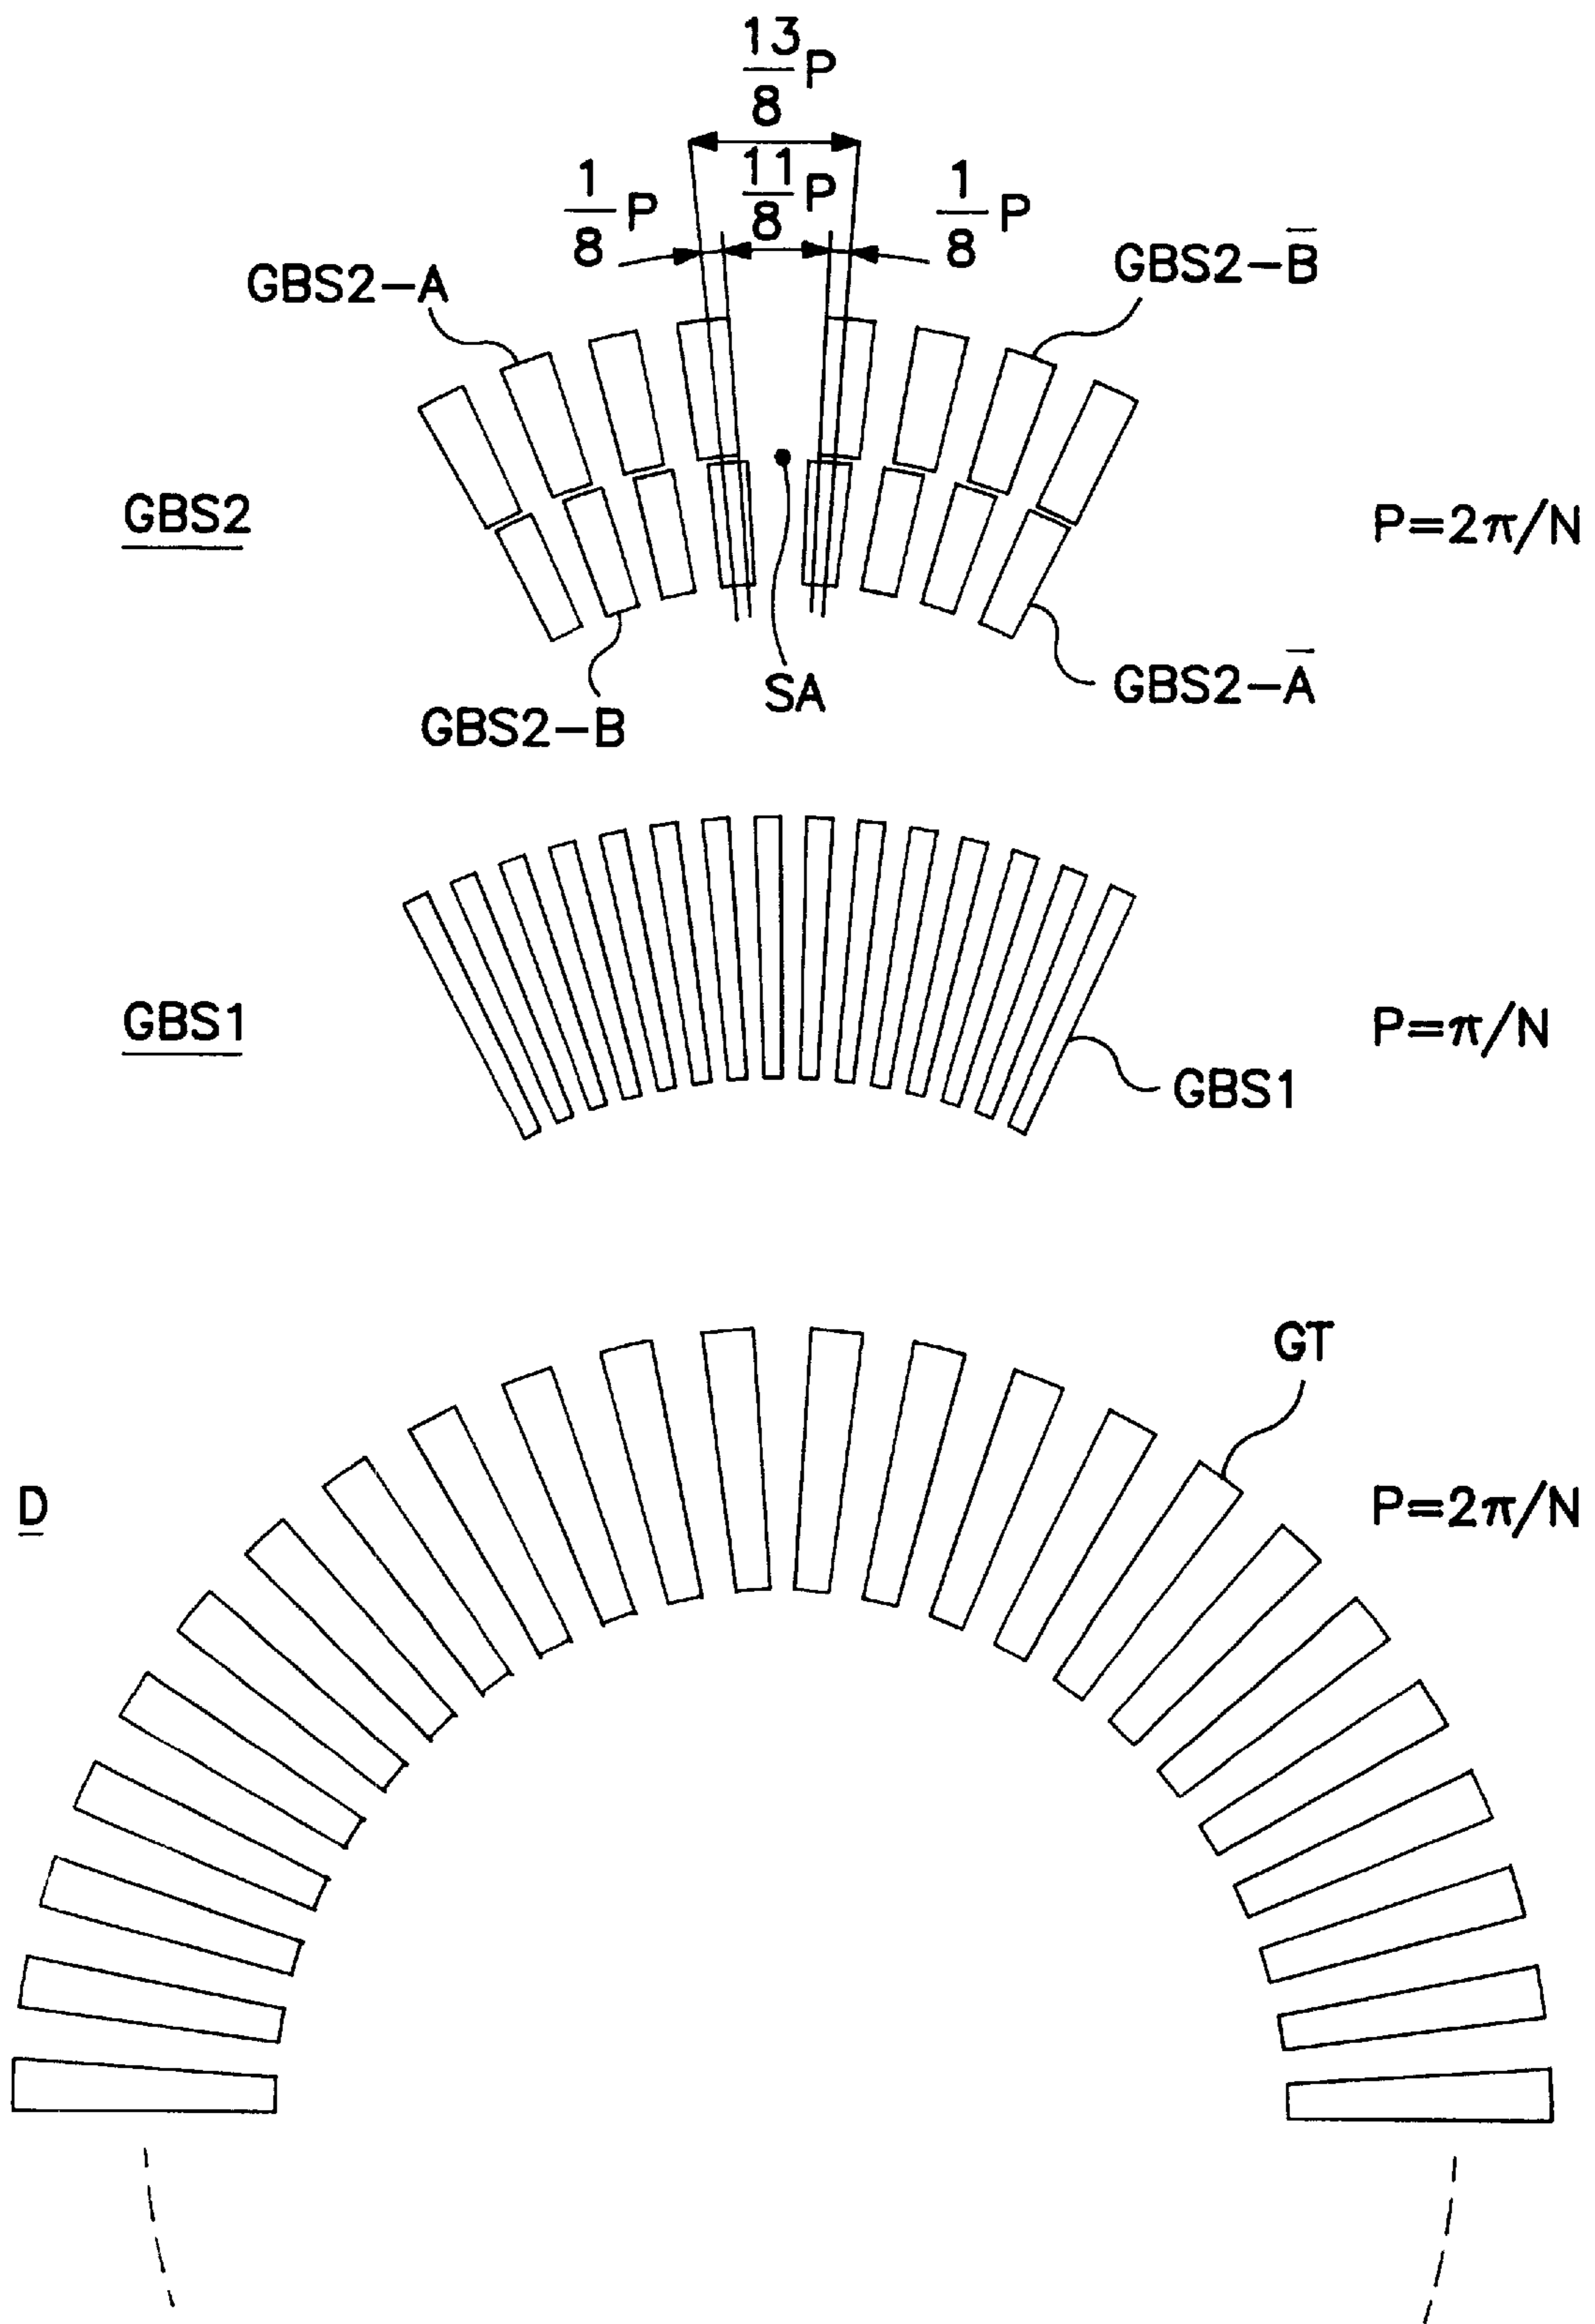 13/8 P
11/8 P
1/8 P
1/8 P
GBS2-A
GBS2-B̅
GBS2
P=2π/N
SA
GBS2-A̅
GBS2-B
GBS1
P=π/N
GBS1
GT
D
P=2π/N